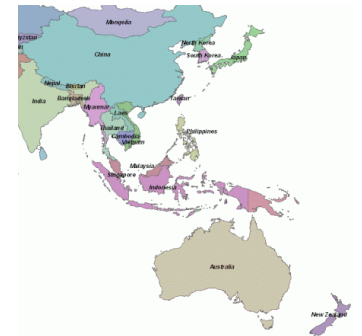 Mongolia
gyzstan
China
North Korea
South Korea
Japan
Nepal
Bhutan
Taiwan
India
Bangladesh
Myanmar
Laos
Thailand
Philippines
Cambodia
Vietnam
Malaysia
Singapore
Indonesia
Australia
New Zealand